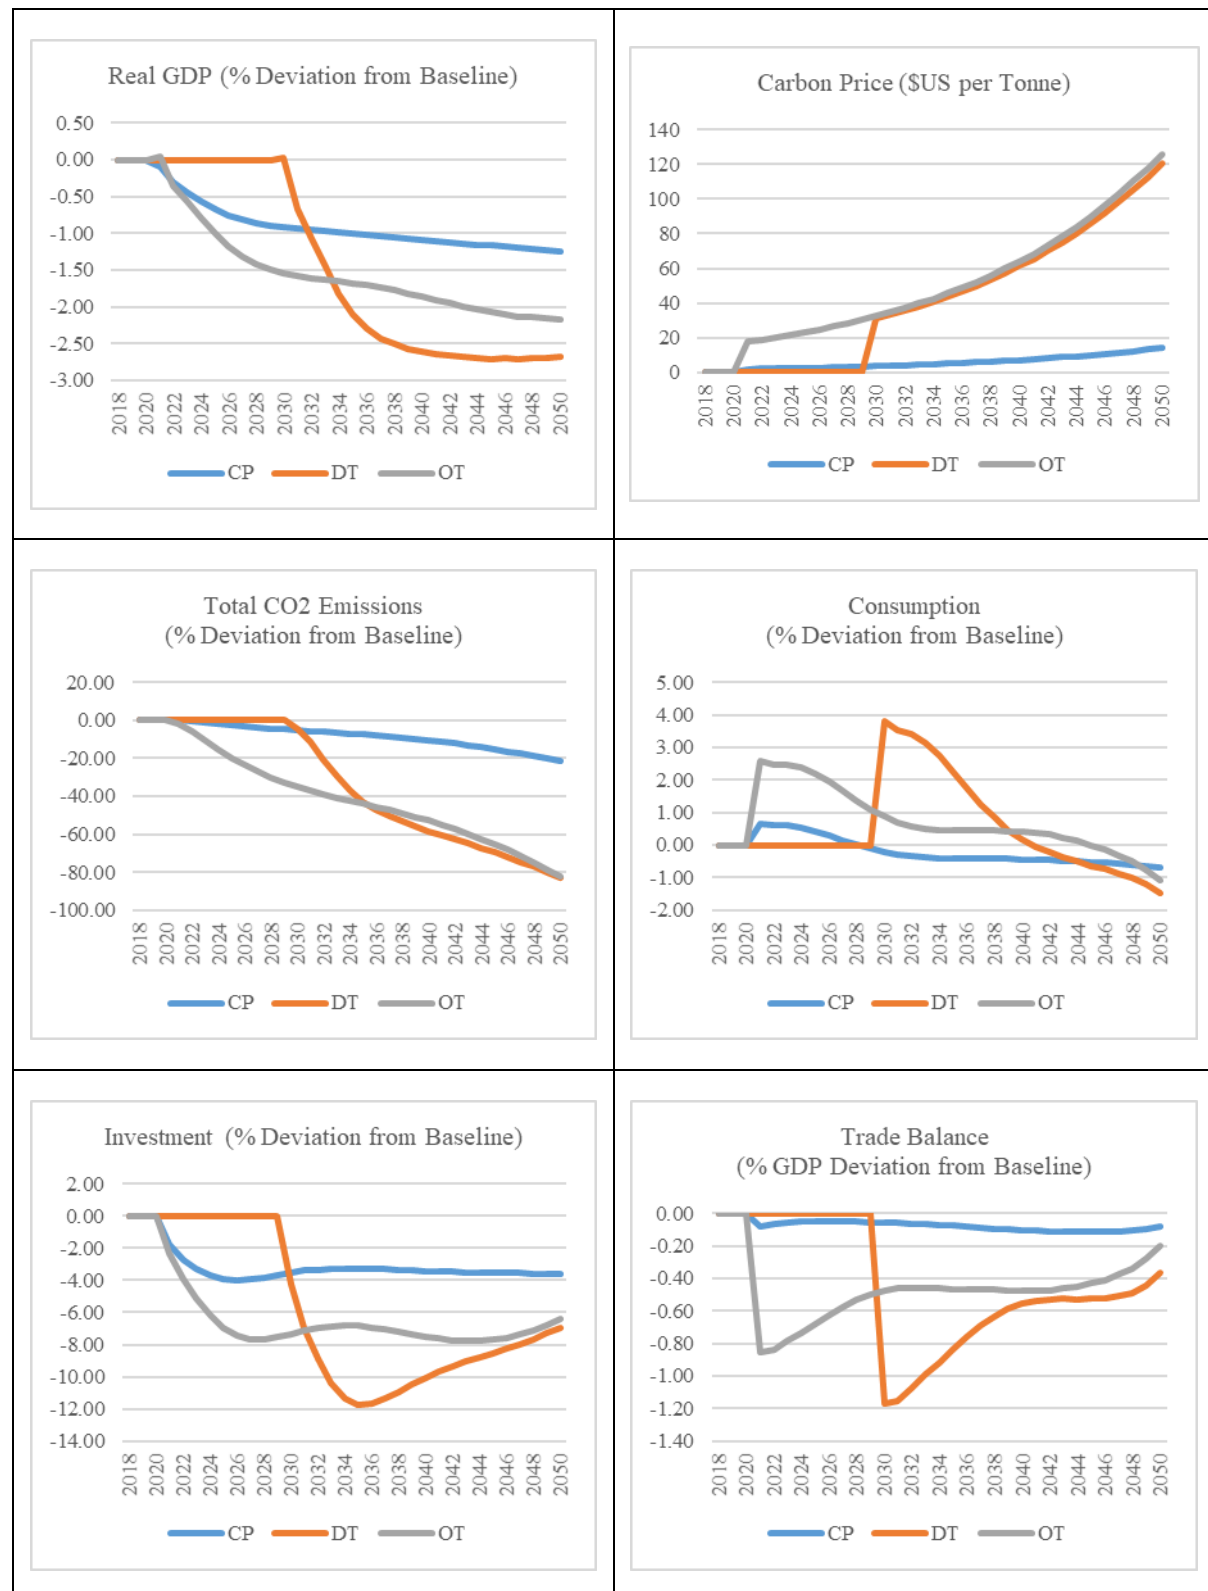 Real GDP (% Deviation from Baseline)
0.50
0.00
-0.50
-1.00
-1.50
-2.00
-2.50
-3.00
2018 2020 2022 2024 2026 2028 2030 2032 2034 2036 2038 2040 2042 2044 2046 2048 2050
CP DT OT
Carbon Price ($US per Tonne)
140
120
100
80
60
40
20
0
2018 2020 2022 2024 2026 2028 2030 2032 2034 2036 2038 2040 2042 2044 2046 2048 2050
CP DT OT
Total CO2 Emissions
(% Deviation from Baseline)
20.00
0.00
-20.00
-40.00
-60.00
-80.00
-100.00
2018 2020 2022 2024 2026 2028 2030 2032 2034 2036 2038 2040 2042 2044 2046 2048 2050
CP DT OT
Consumption
(% Deviation from Baseline)
5.00
4.00
3.00
2.00
1.00
0.00
-1.00
-2.00
2018 2020 2022 2024 2026 2028 2030 2032 2034 2036 2038 2040 2042 2044 2046 2048 2050
CP DT OT
Investment (% Deviation from Baseline)
2.00
0.00
-2.00
-4.00
-6.00
-8.00
-10.00
-12.00
-14.00
2018 2020 2022 2024 2026 2028 2030 2032 2034 2036 2038 2040 2042 2044 2046 2048 2050
CP DT OT
Trade Balance
(% GDP Deviation from Baseline)
0.00
-0.20
-0.40
-0.60
-0.80
-1.00
-1.20
-1.40
2018 2020 2022 2024 2026 2028 2030 2032 2034 2036 2038 2040 2042 2044 2046 2048 2050
CP DT OT